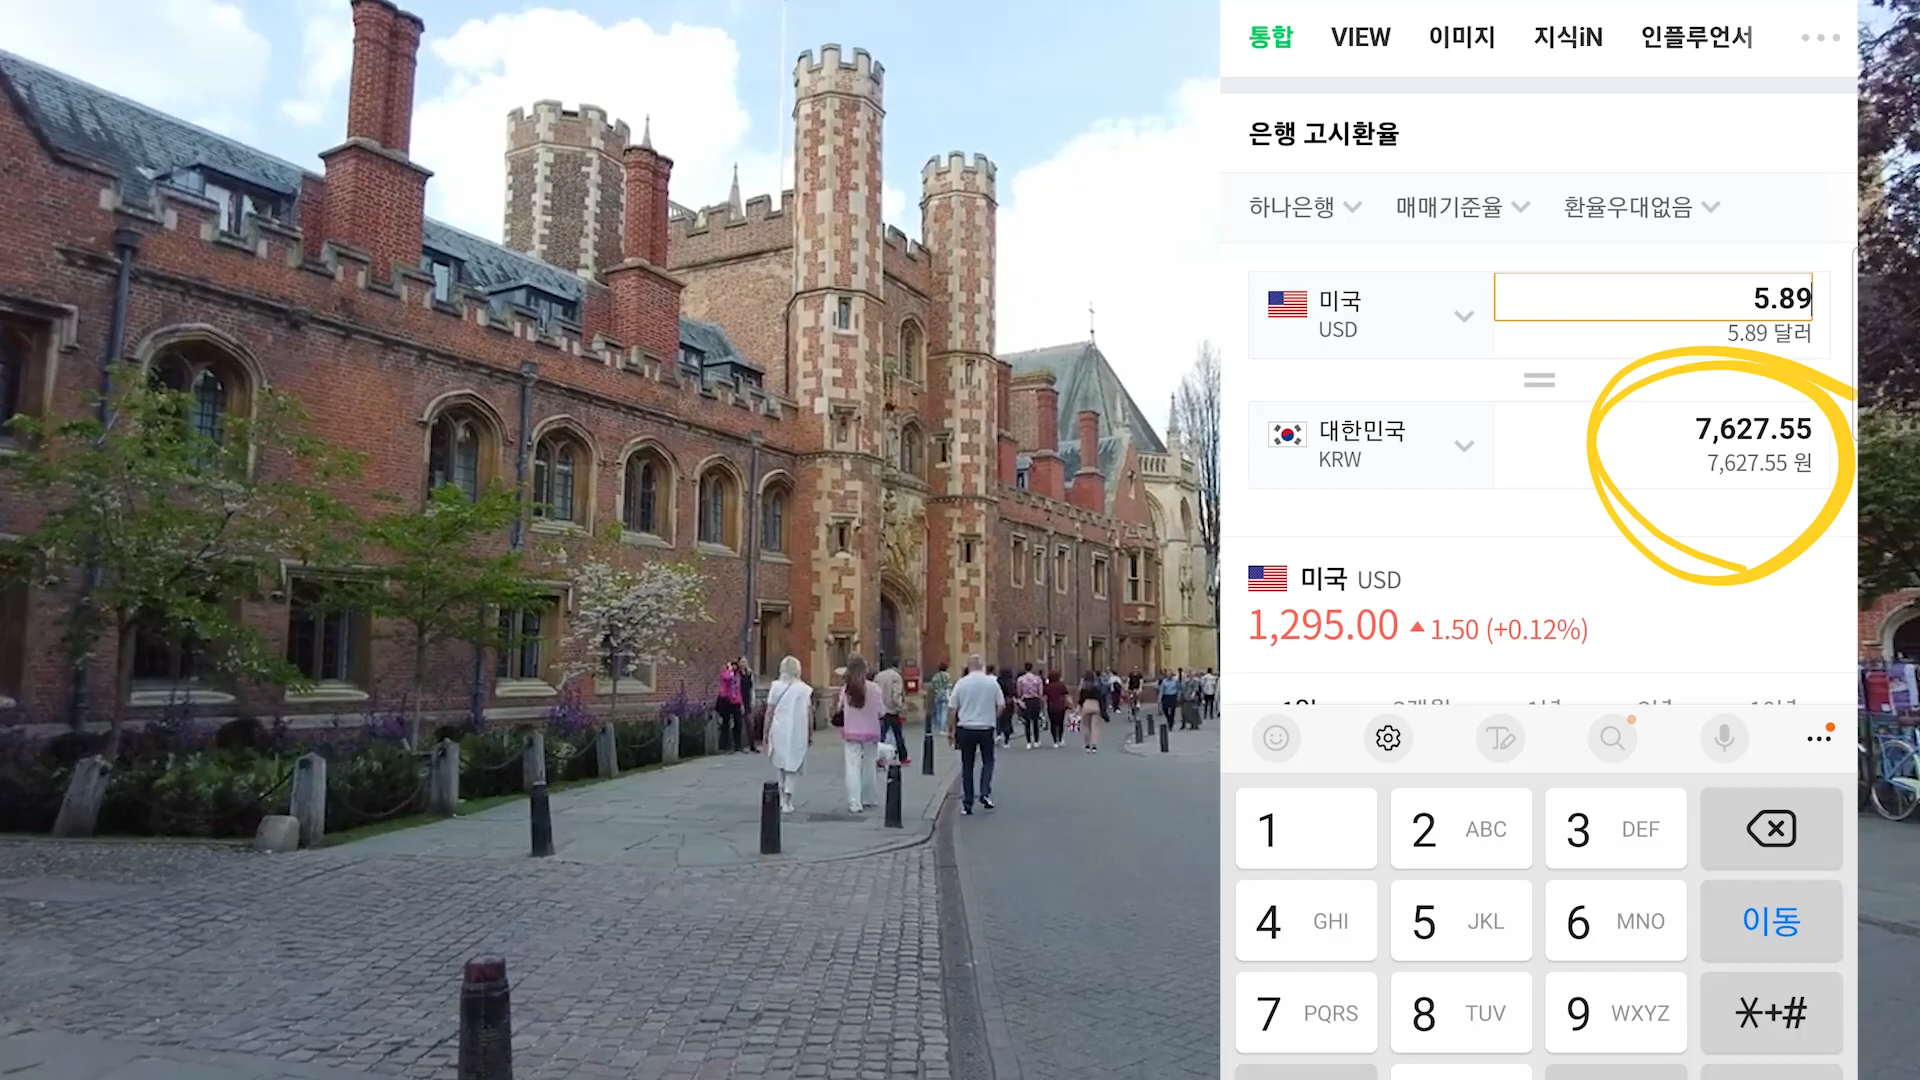 통합 VIEW 이미지 지식iN 인플루언서
은행 고시환율
하나은행 매매기준율 환율우대없음
미국
USD
5.89
5.89 달러
대한민국
KRW
7,627.55
7,627.55 원
미국 USD
1,295.00 ▲1.50 (+0.12%)
1 2 ABC 3 DEF
4 GHI 5 JKL 6 MNO 이동
7 PQRS 8 TUV 9 WXYZ *+#